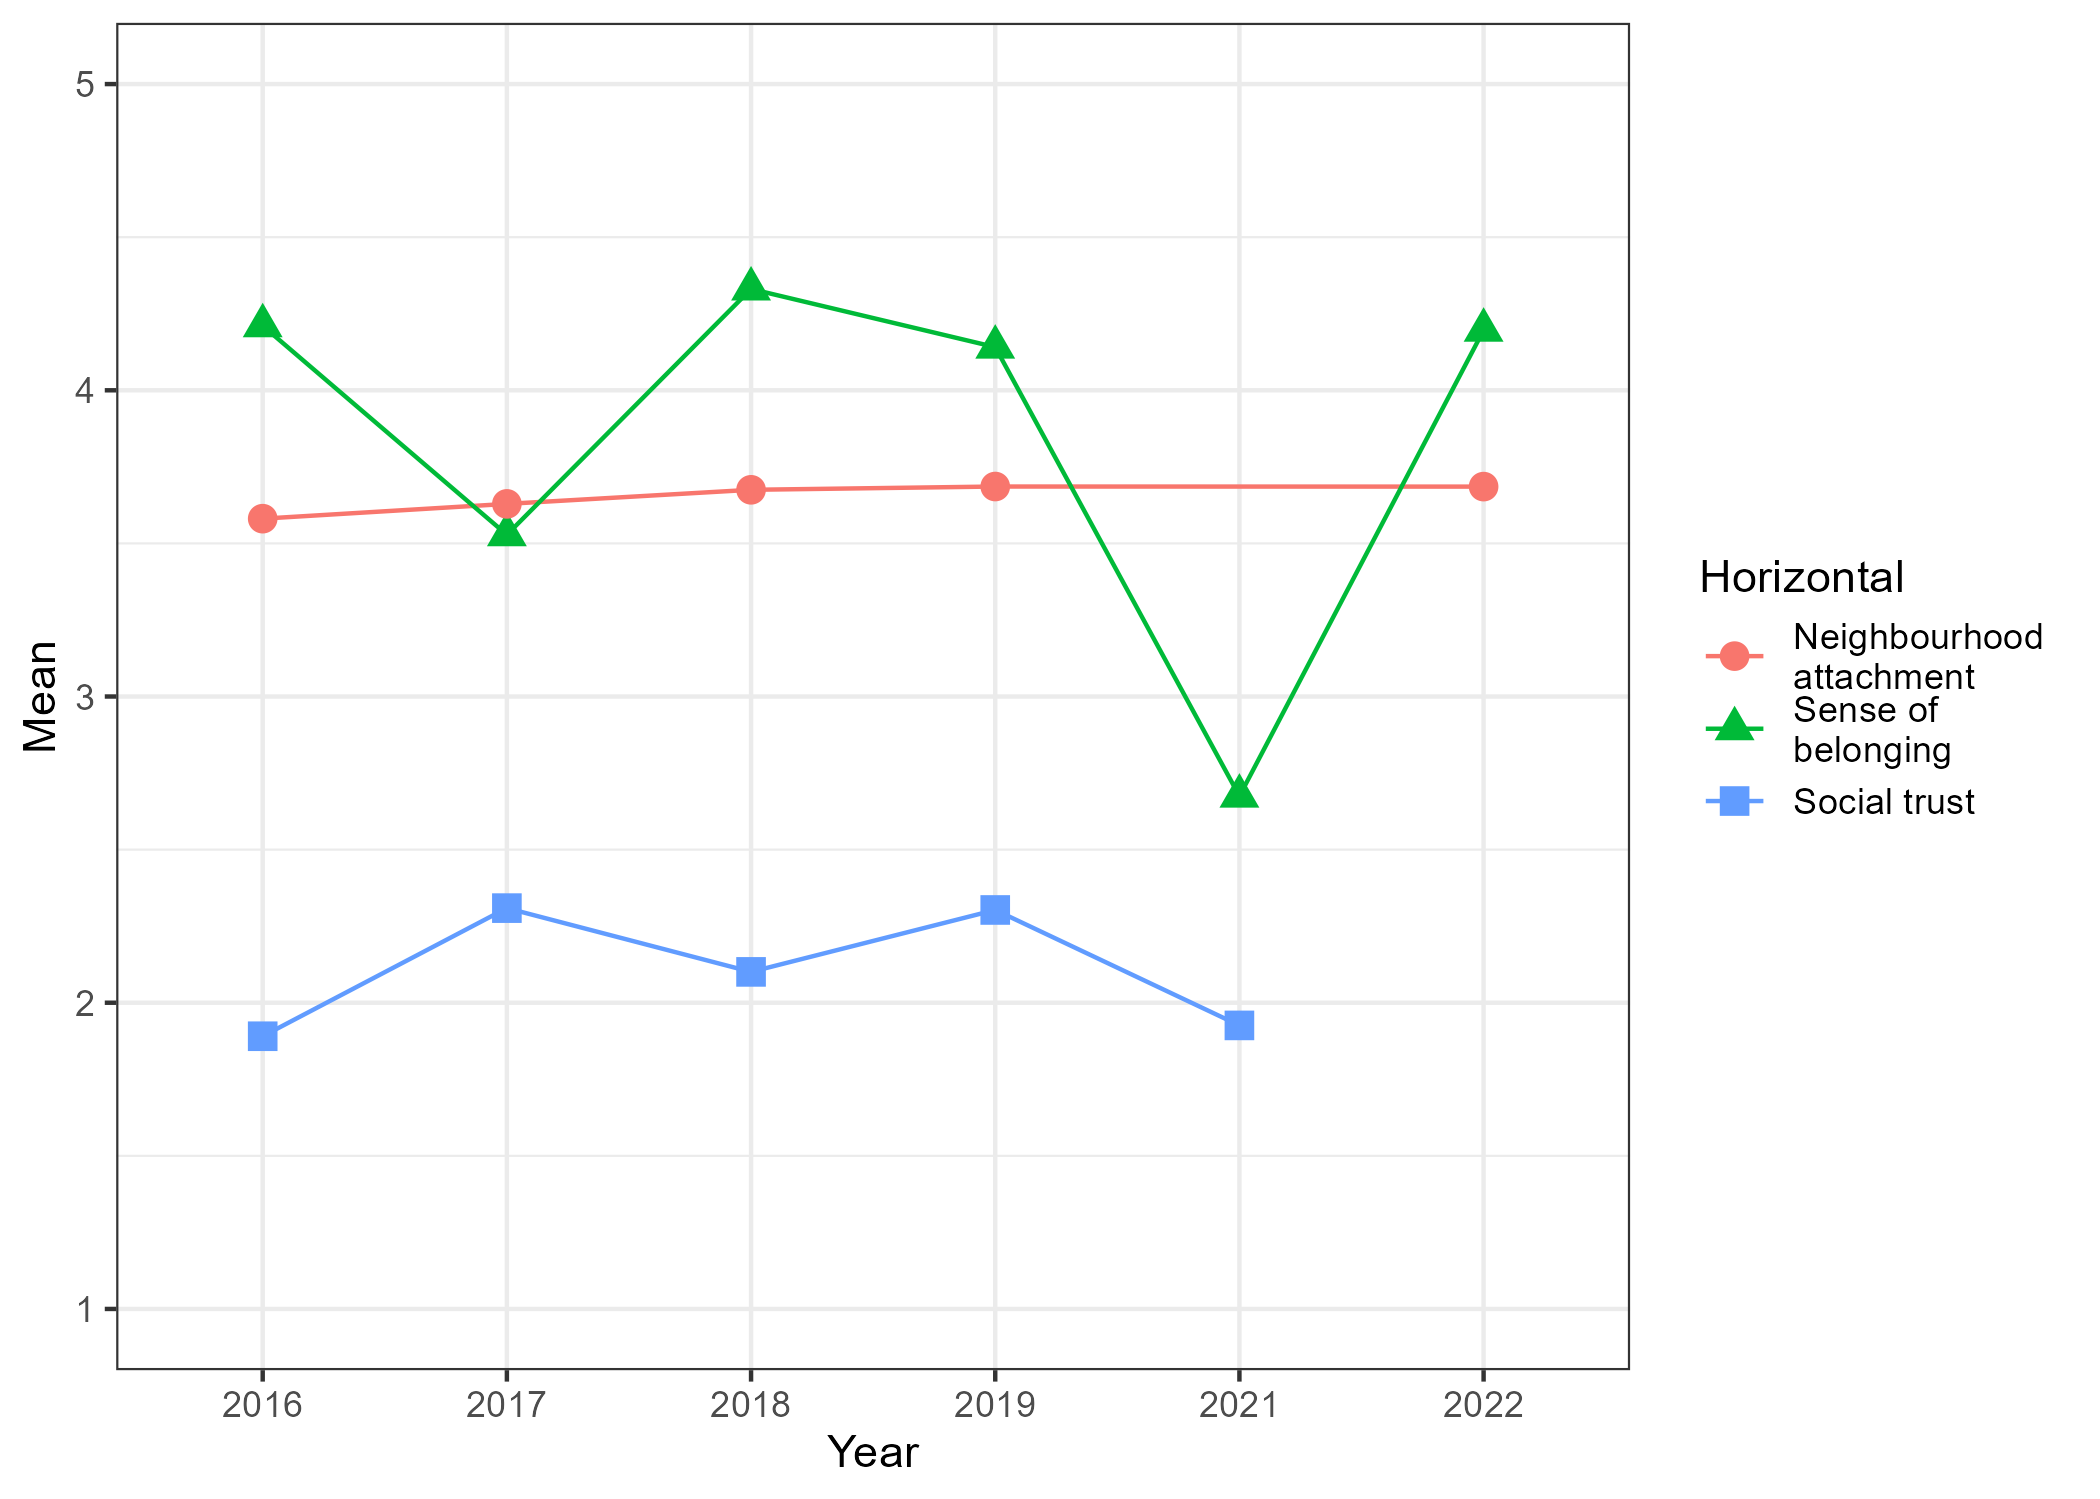 5
4
3
2
1
Mean
2016 2017 2018 2019 2021 2022
Year
Horizontal
Neighbourhood
attachment
Sense of
belonging
Social trust